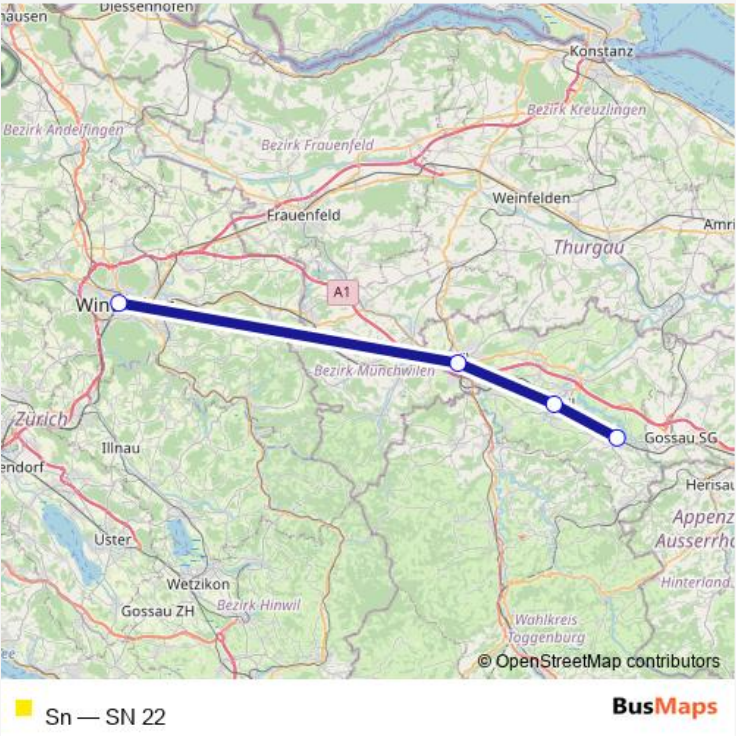 Diessenhofen
hausen
Konstanz
Bezirk Kreuzlingen
Bezirk Andelfingen
Bezirk Frauenfeld
Weinfelden
Frauenfeld
Amri
Thurgau
A1
Win
Bezirk Münchwilen
Zürich
Illnau
Gossau SG
endorf
Herisau
Appenz
Ausserrho
Uster
Wetzikon
Hinterland
Gossau ZH
Bezirk Hinwil
Wahlkreis
Toggenburg
ee
© OpenStreetMap contributors
Sn — SN 22
BusMaps